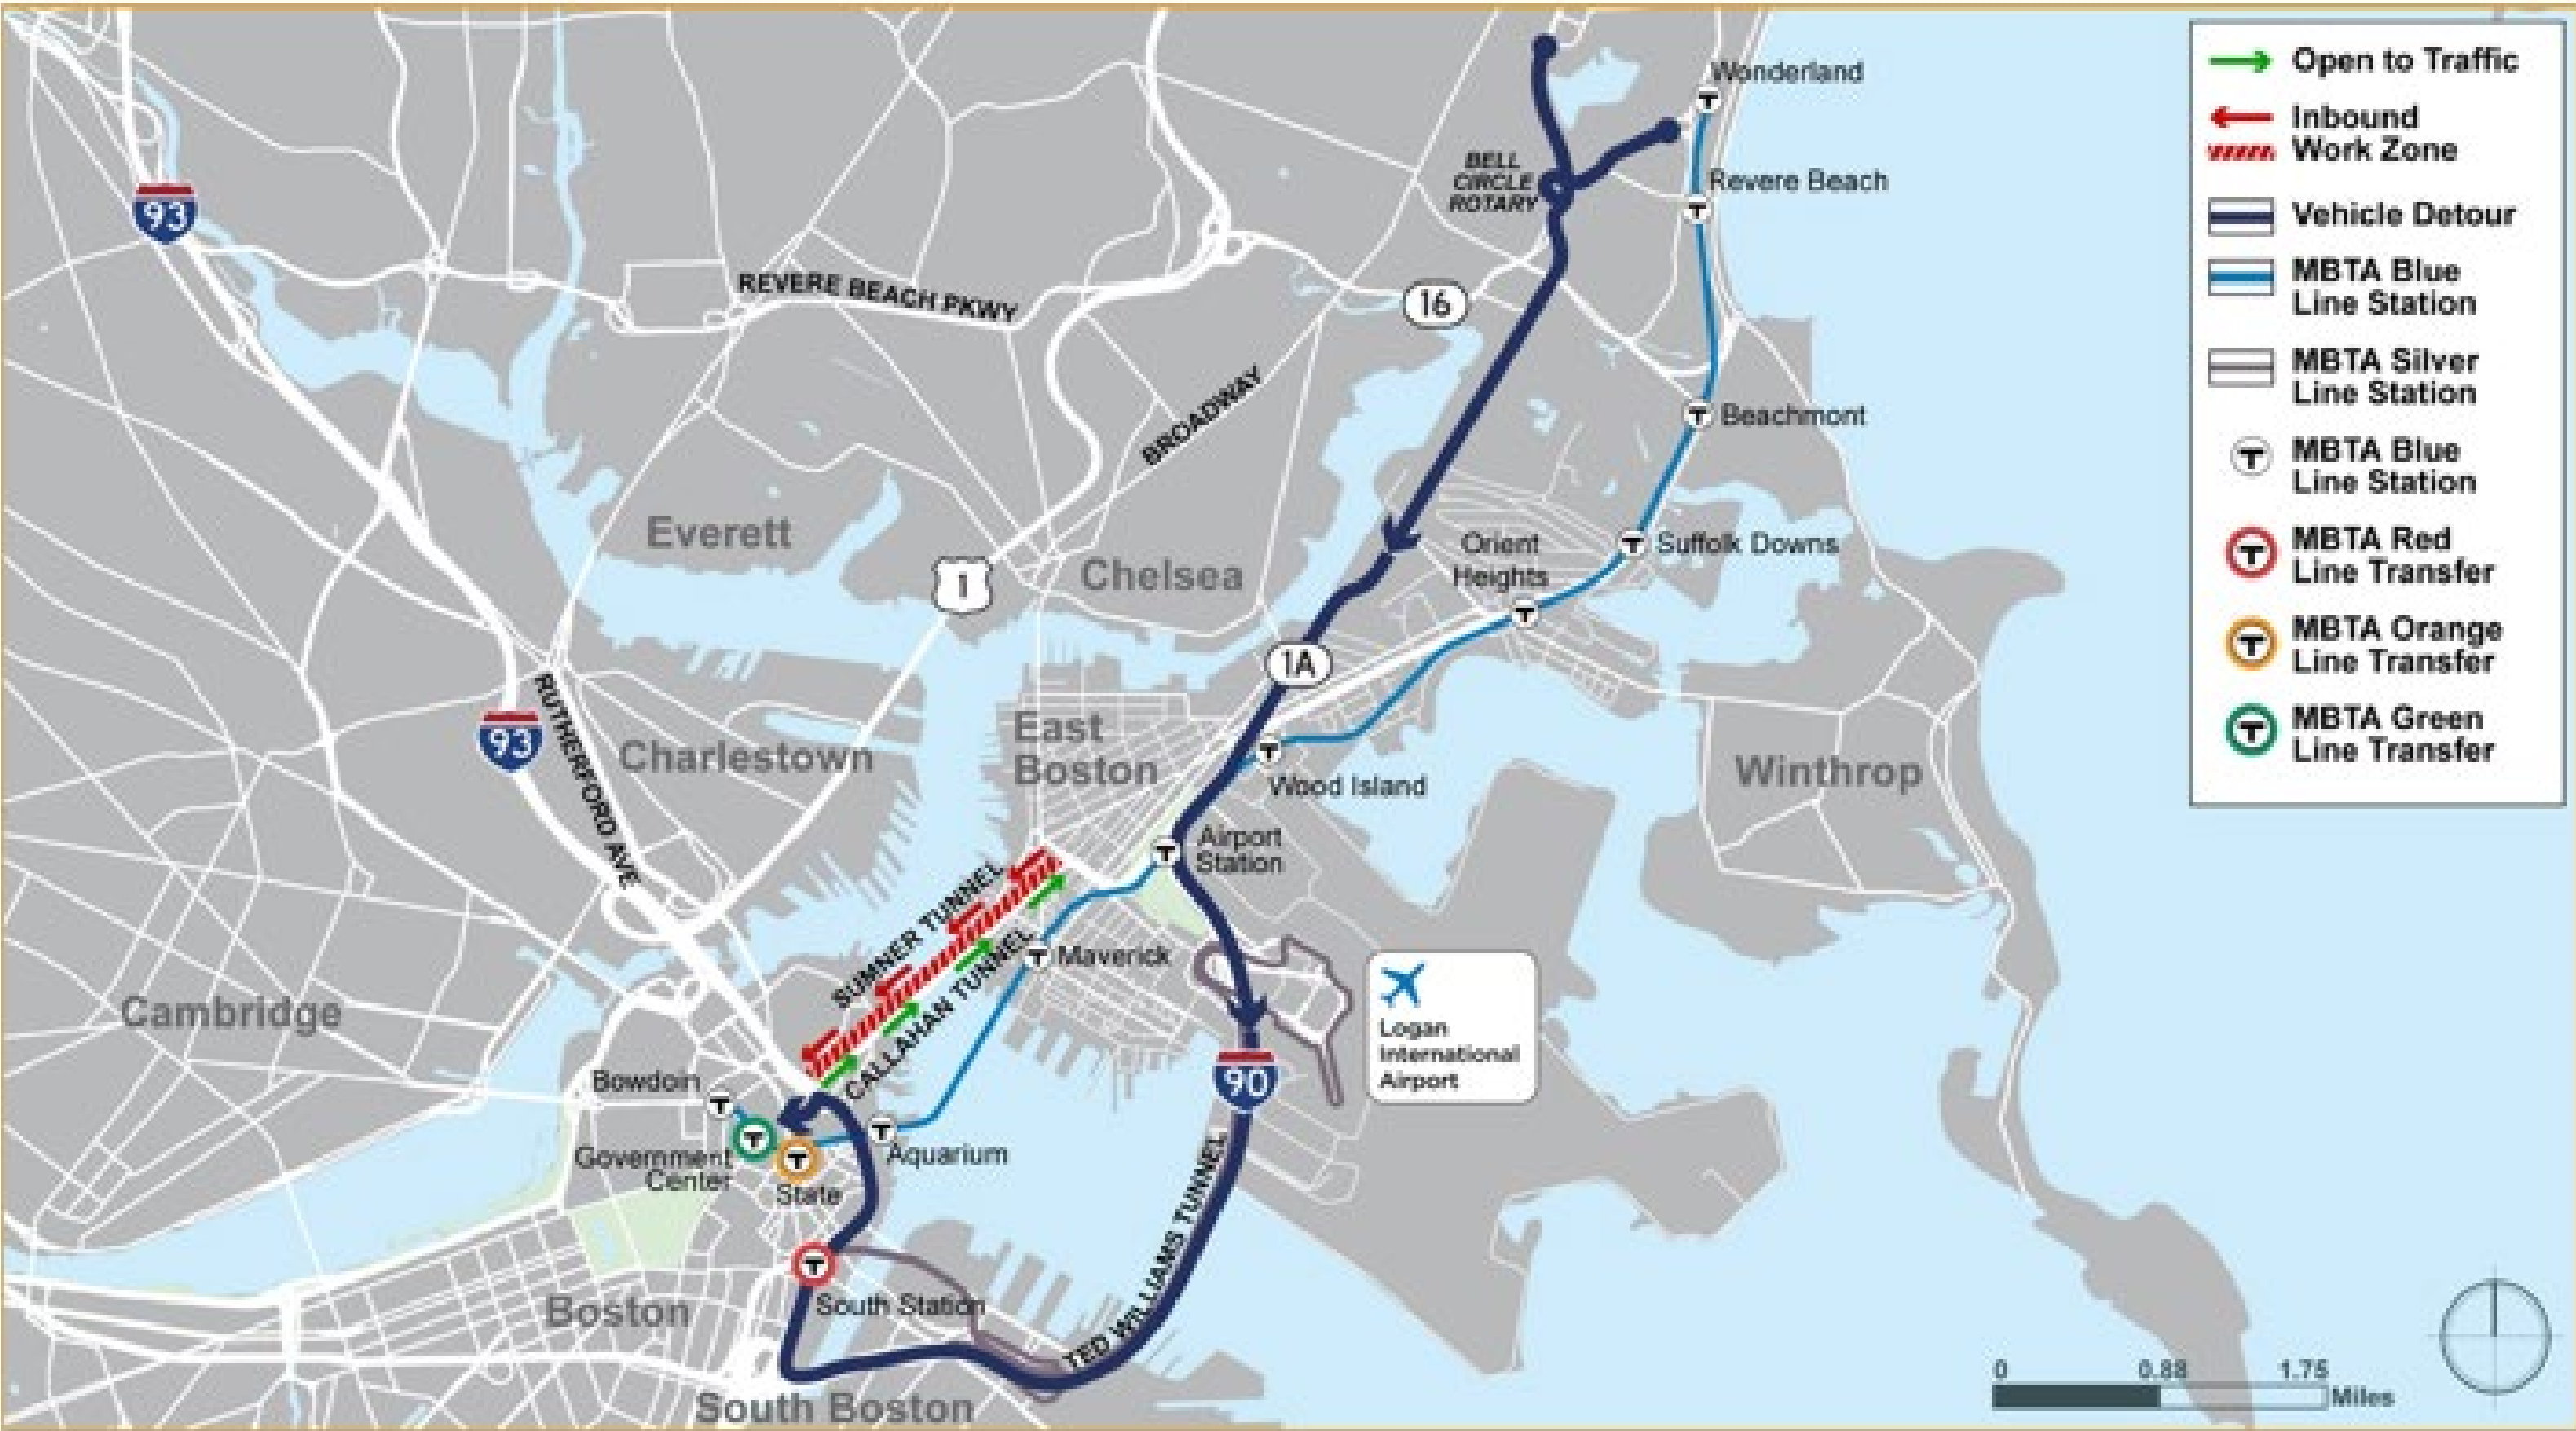 Wonderland
BELL
CIRCLE
ROTARY
Revere Beach
93
REVERE BEACH PKWY
16
BROADWAY
Beachmont
Everett
Chelsea
1
Orient
Heights
Suffolk Downs
1A
RUTHERFORD AVE
93
Charlestown
East
Boston
Wood Island
Winthrop
Airport
Station
SUMNER TUNNEL
CALLAHAN TUNNEL
Maverick
Cambridge
Logan
International
Airport
90
Bowdoin
Government
Center
State
Aquarium
TED WILLIAMS TUNNEL
South Station
Boston
South Boston
Open to Traffic
Inbound
Work Zone
Vehicle Detour
MBTA Blue
Line Station
MBTA Silver
Line Station
T MBTA Blue
Line Station
T MBTA Red
Line Transfer
T MBTA Orange
Line Transfer
T MBTA Green
Line Transfer
0 0.88 1.75
Miles